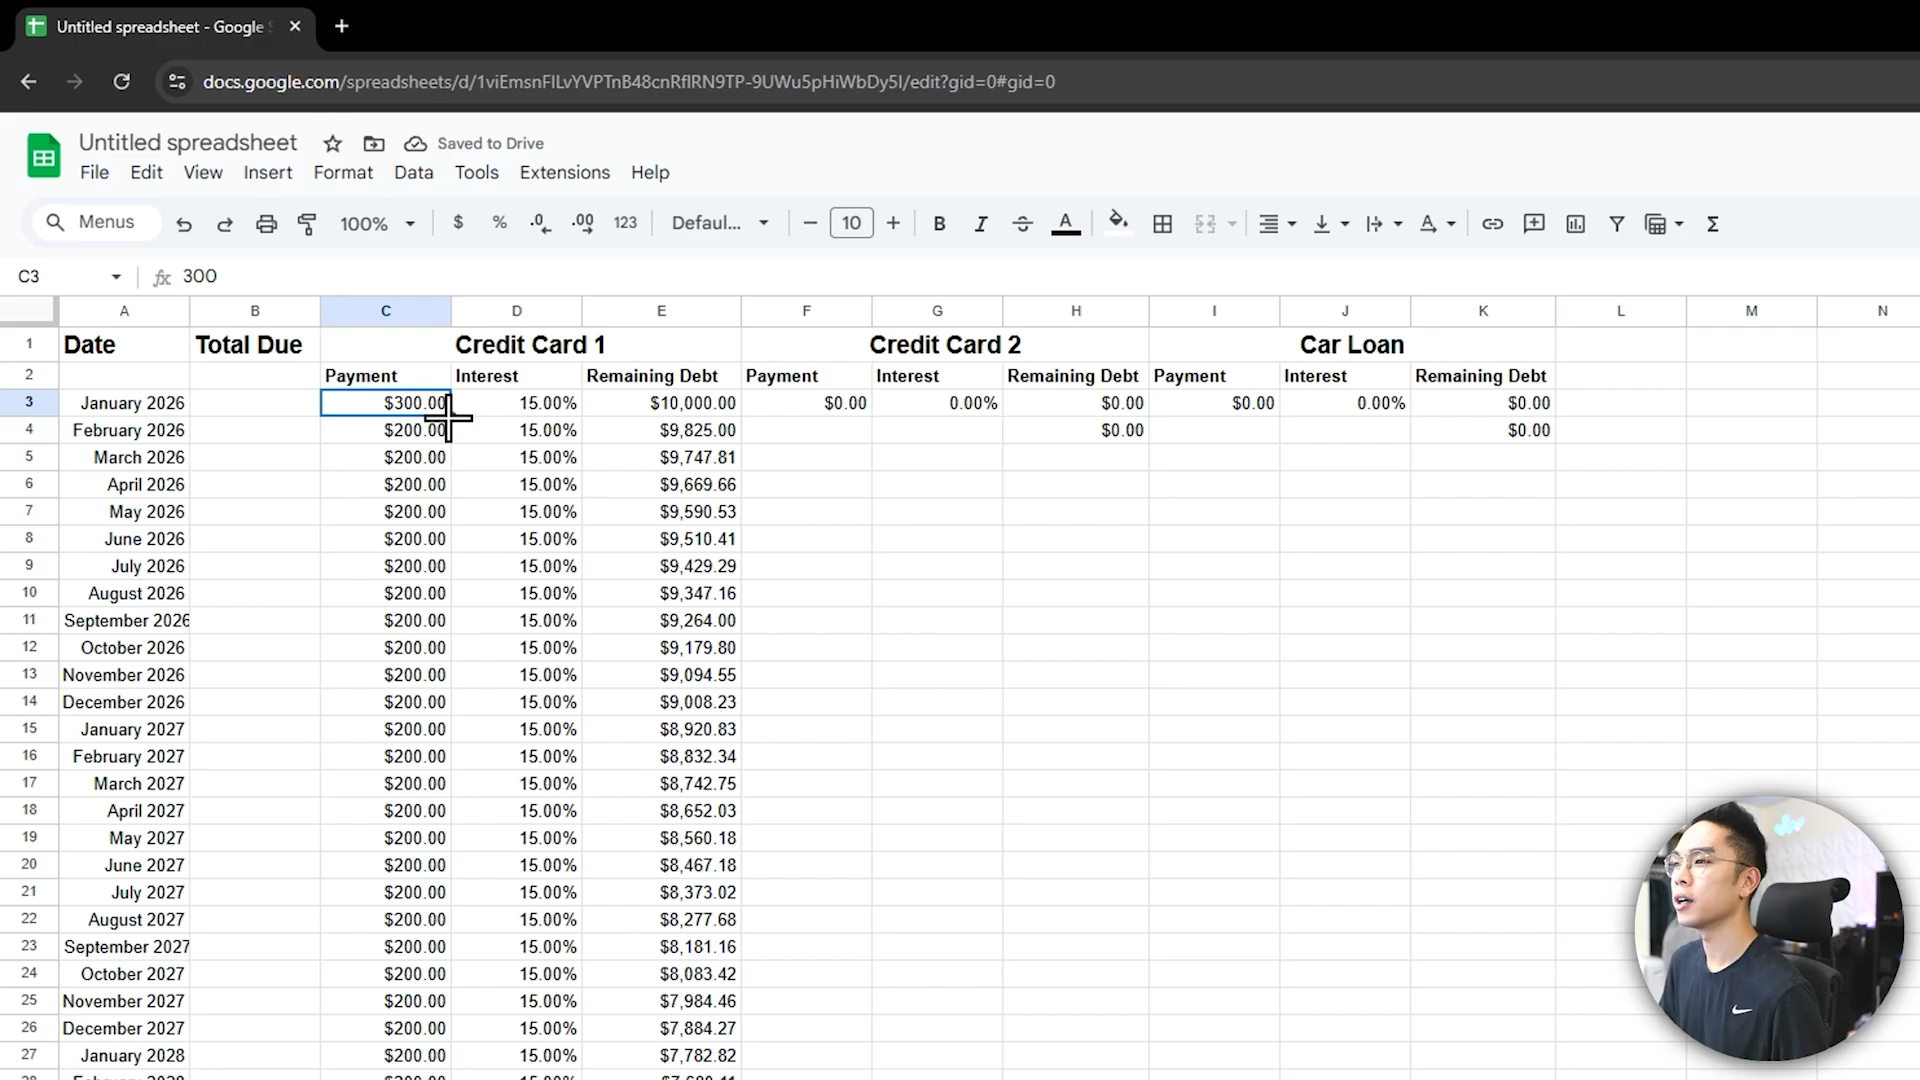 Untitled spreadsheet - Google
docs.google.com/spreadsheets/d/1viEmsnFlLvYVPTnB48cnRflRN9TP-9UWu5pHiWbDy5I/edit?gid=0#gid=0
Untitled spreadsheet Saved to Drive
File Edit View Insert Format Data Tools Extensions Help
Menus 100% $ % .0 .00 123 Defaul... 10 B I A Σ
C3 fx 300
A B C D E F G H I J K L M N
1 Date Total Due Credit Card 1 Credit Card 2 Car Loan
2 Payment Interest Remaining Debt Payment Interest Remaining Debt Payment Interest Remaining Debt
3 January 2026 $300.00 15.00% $10,000.00 $0.00 0.00% $0.00 $0.00 0.00% $0.00
4 February 2026 $200.00 15.00% $9,825.00 $0.00 $0.00
5 March 2026 $200.00 15.00% $9,747.81
6 April 2026 $200.00 15.00% $9,669.66
7 May 2026 $200.00 15.00% $9,590.53
8 June 2026 $200.00 15.00% $9,510.41
9 July 2026 $200.00 15.00% $9,429.29
10 August 2026 $200.00 15.00% $9,347.16
11 September 2026 $200.00 15.00% $9,264.00
12 October 2026 $200.00 15.00% $9,179.80
13 November 2026 $200.00 15.00% $9,094.55
14 December 2026 $200.00 15.00% $9,008.23
15 January 2027 $200.00 15.00% $8,920.83
16 February 2027 $200.00 15.00% $8,832.34
17 March 2027 $200.00 15.00% $8,742.75
18 April 2027 $200.00 15.00% $8,652.03
19 May 2027 $200.00 15.00% $8,560.18
20 June 2027 $200.00 15.00% $8,467.18
21 July 2027 $200.00 15.00% $8,373.02
22 August 2027 $200.00 15.00% $8,277.68
23 September 2027 $200.00 15.00% $8,181.16
24 October 2027 $200.00 15.00% $8,083.42
25 November 2027 $200.00 15.00% $7,984.46
26 December 2027 $200.00 15.00% $7,884.27
27 January 2028 $200.00 15.00% $7,782.82